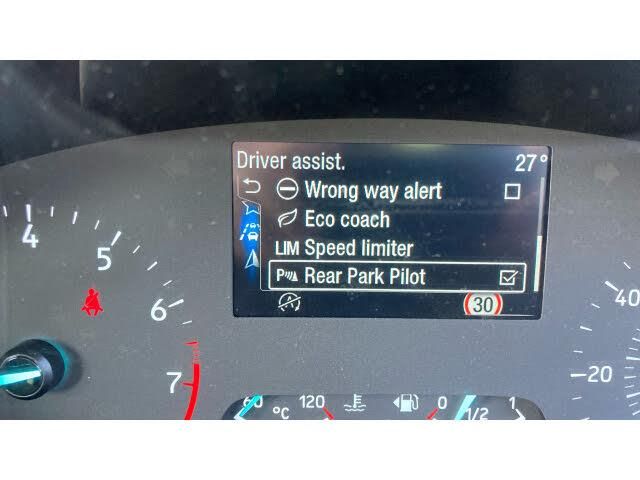 Driver assist. 27°
Wrong way alert
Eco coach
LIM Speed limiter
P Rear Park Pilot
A 30
4
5
6
7
40
20
60 °C 120 0 1/2 1